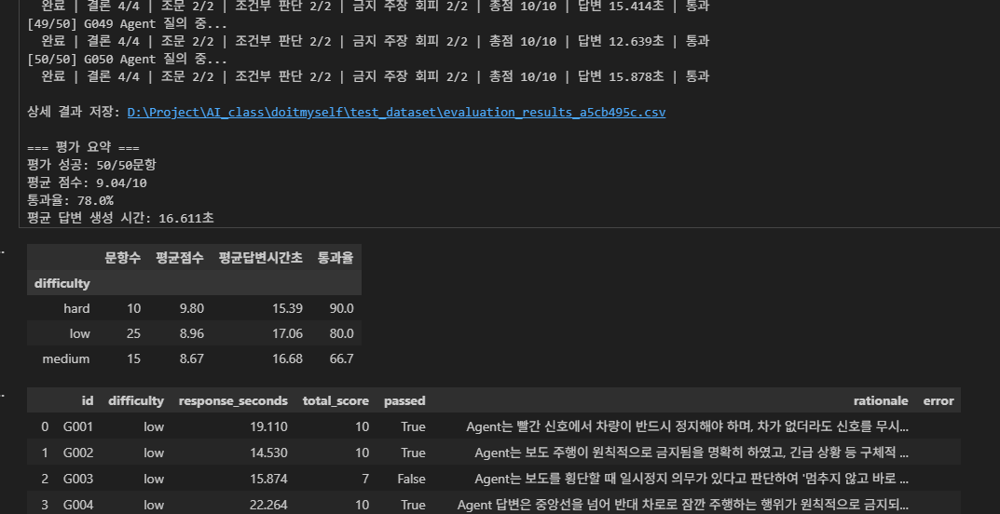 완료 | 결론 4/4 | 조문 2/2 | 조건부 판단 2/2 | 금지 주장 회피 2/2 | 총점 10/10 | 답변 15.414초 | 통과
[49/50] G049 Agent 질의 중...
완료 | 결론 4/4 | 조문 2/2 | 조건부 판단 2/2 | 금지 주장 회피 2/2 | 총점 10/10 | 답변 12.639초 | 통과
[50/50] G050 Agent 질의 중...
완료 | 결론 4/4 | 조문 2/2 | 조건부 판단 2/2 | 금지 주장 회피 2/2 | 총점 10/10 | 답변 15.878초 | 통과
상세 결과 저장: D:\Project\AI_class\doitmyself\test_dataset\evaluation_results_a5cb495c.csv
=== 평가 요약 ===
평가 성공: 50/50문항
평균 점수: 9.04/10
통과율: 78.0%
평균 답변 생성 시간: 16.611초
문항수 평균점수 평균답변시간초 통과율
difficulty
hard 10 9.80 15.39 90.0
low 25 8.96 17.06 80.0
medium 15 8.67 16.68 66.7
id difficulty response_seconds total_score passed rationale error
0 G001 low 19.110 10 True Agent는 빨간 신호에서 차량이 반드시 정지해야 하며, 차가 없더라도 신호를 무시...
1 G002 low 14.530 10 True Agent는 보도 주행이 원칙적으로 금지됨을 명확히 하였고, 긴급 상황 등 구체적 ...
2 G003 low 15.874 7 False Agent는 보도를 횡단할 때 일시정지 의무가 있다고 판단하여 '멈추지 않고 바로 ...
3 G004 low 22.264 10 True Agent 답변은 중앙선을 넘어 반대 차로로 잠깐 주행하는 행위가 원칙적으로 금지되...